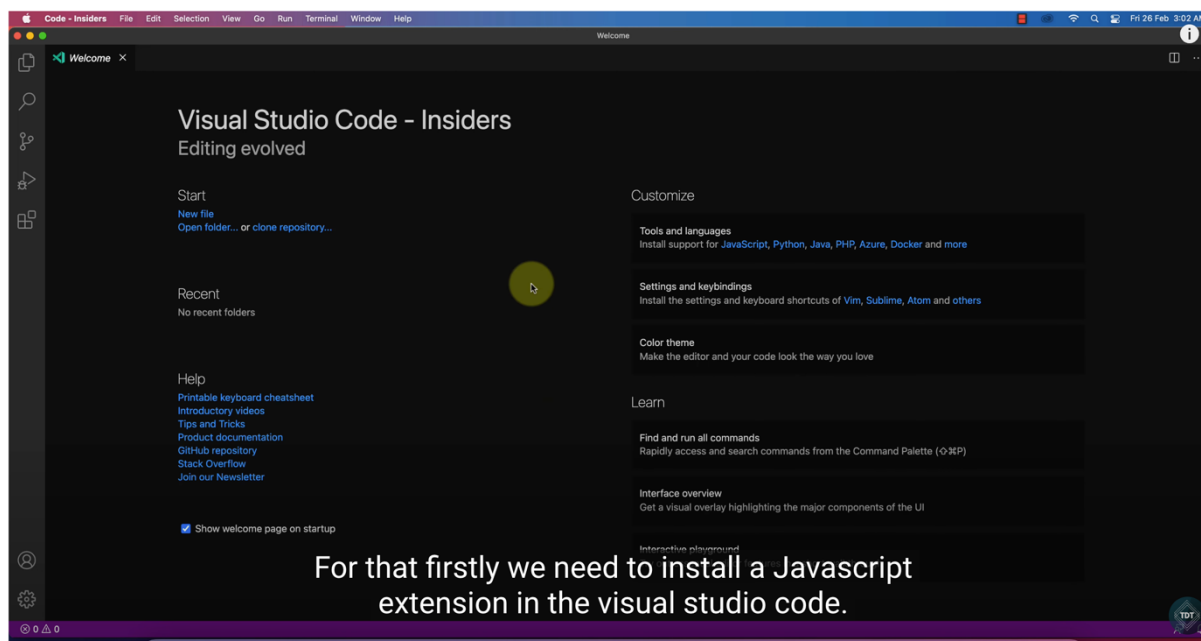 Code - Insiders File Edit Selection View Go Run Terminal Window Help Fri 26 Feb 3:02 AM
Welcome
Welcome
Visual Studio Code - Insiders
Editing evolved
Start
New file
Open folder... or clone repository...
Recent
No recent folders
Help
Printable keyboard cheatsheet
Introductory videos
Tips and Tricks
Product documentation
GitHub repository
Stack Overflow
Join our Newsletter
Show welcome page on startup
Customize
Tools and languages
Install support for JavaScript, Python, Java, PHP, Azure, Docker and more
Settings and keybindings
Install the settings and keyboard shortcuts of Vim, Sublime, Atom and others
Color theme
Make the editor and your code look the way you love
Learn
Find and run all commands
Rapidly access and search commands from the Command Palette (⇧⌘P)
Interface overview
Get a visual overlay highlighting the major components of the UI
Interactive playground
For that firstly we need to install a Javascript
extension in the visual studio code.
0 0
TDT